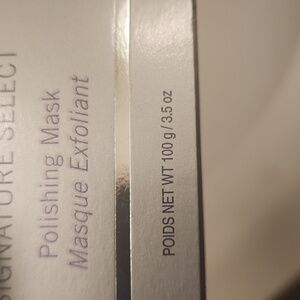 SIGNATURE SELECT
Polishing Mask
Masque Exfoliant
POIDS NET WT 100 g / 3.5 oz